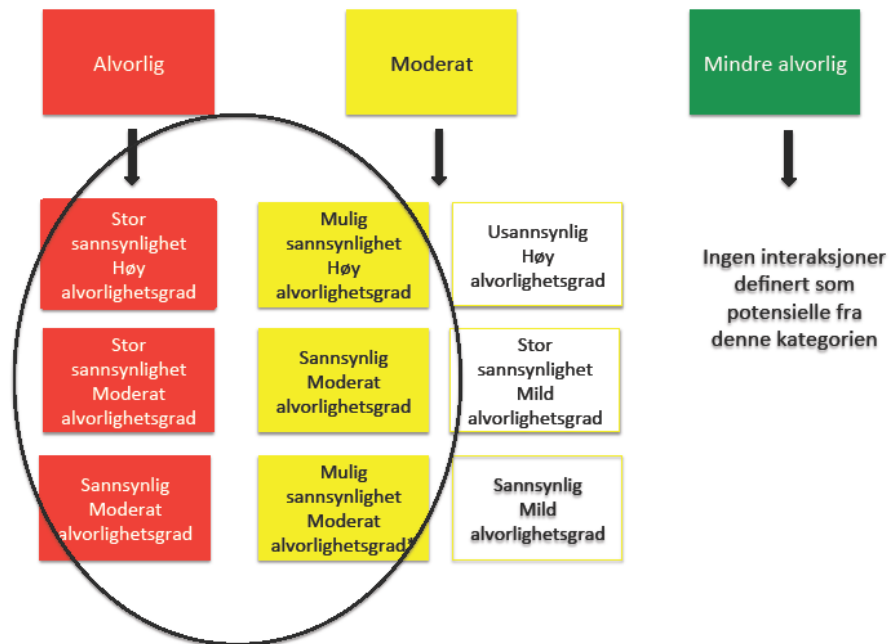 Alvorlig
Moderat
Mindre alvorlig
Stor
sannsynlighet
Høy
alvorlighetsgrad
Mulig
sannsynlighet
Høy
alvorlighetsgrad
Usannsynlig
Høy
alvorlighetsgrad
Ingen interaksjoner
definert som
potensielle fra
denne kategorien
Stor
sannsynlighet
Moderat
alvorlighetsgrad
Sannsynlig
Moderat
alvorlighetsgrad
Stor
sannsynlighet
Mild
alvorlighetsgrad
Sannsynlig
Moderat
alvorlighetsgrad
Mulig
sannsynlighet
Moderat
alvorlighetsgrad*
Sannsynlig
Mild
alvorlighetsgrad